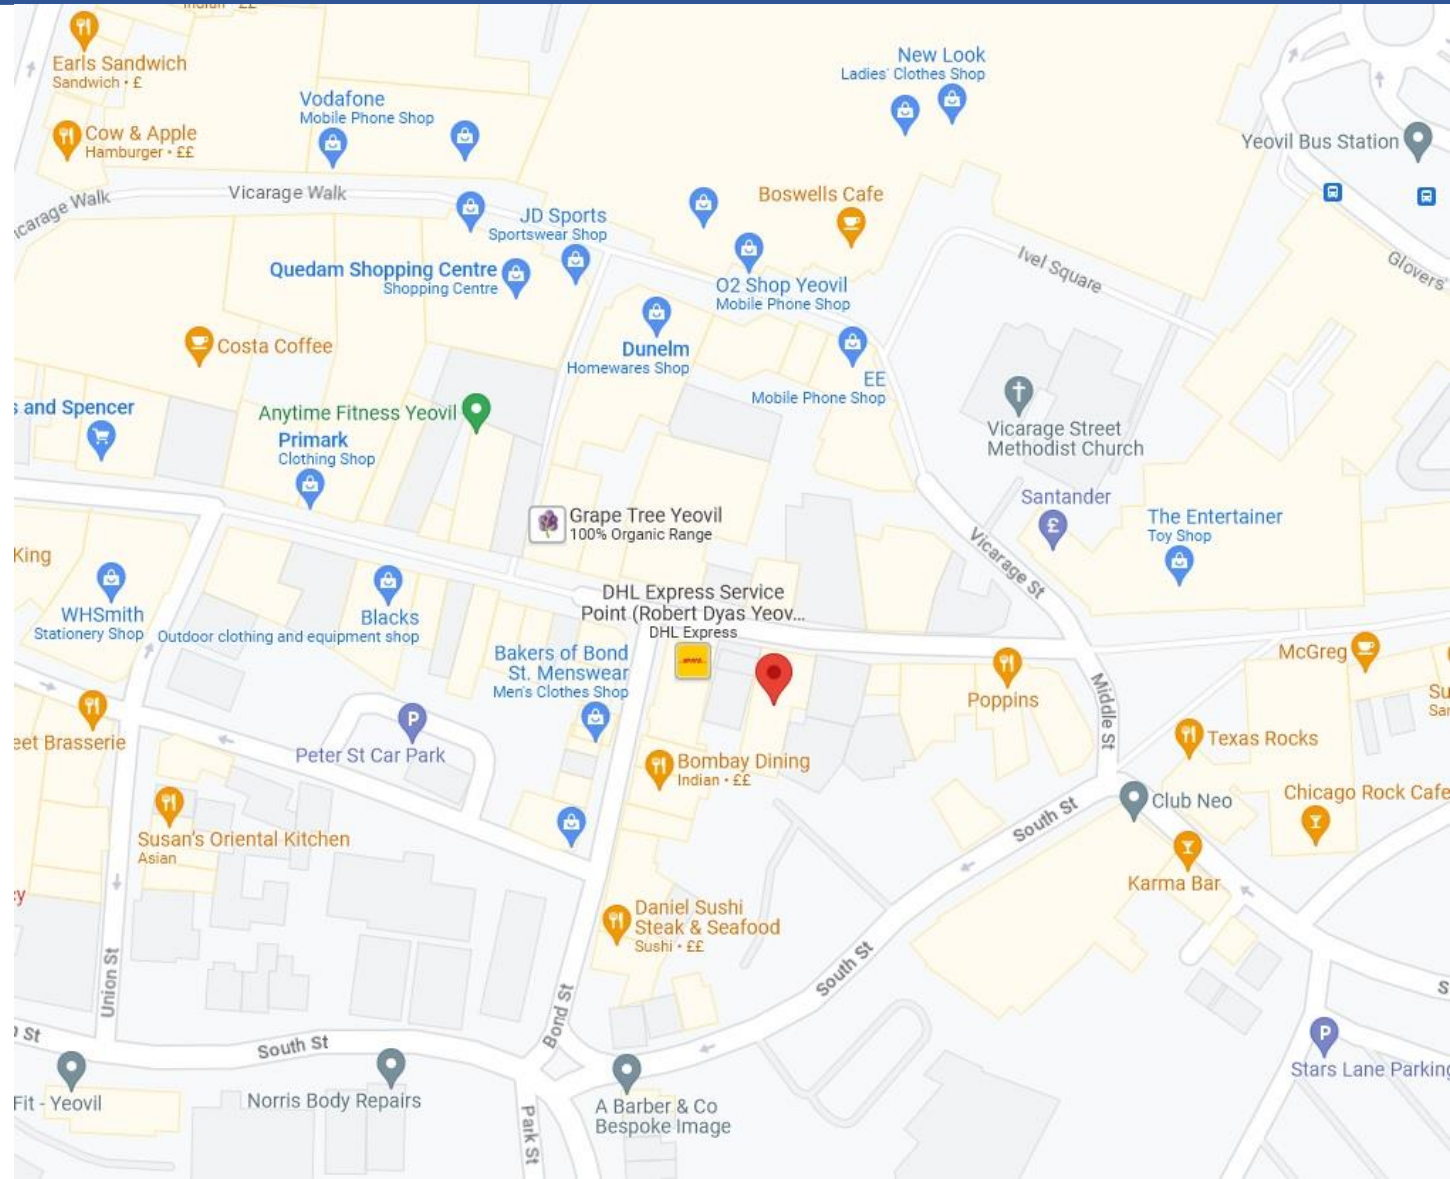 Indian · ££
Earls Sandwich
Sandwich · £
Cow & Apple
Hamburger · ££
Vodafone
Mobile Phone Shop
New Look
Ladies' Clothes Shop
Yeovil Bus Station
icarage Walk
Vicarage Walk
Boswells Cafe
JD Sports
Sportswear Shop
Quedam Shopping Centre
Shopping Centre
O2 Shop Yeovil
Mobile Phone Shop
Ivel Square
Glovers'
Costa Coffee
Dunelm
Homewares Shop
EE
Mobile Phone Shop
s and Spencer
Anytime Fitness Yeovil
Primark
Clothing Shop
Vicarage Street
Methodist Church
Santander
£
The Entertainer
Toy Shop
Grape Tree Yeovil
100% Organic Range
King
Vicarage St
WHSmith
Stationery Shop
Blacks
Outdoor clothing and equipment shop
DHL Express Service
Point (Robert Dyas Yeov...
DHL Express
Bakers of Bond
St. Menswear
Men's Clothes Shop
McGreg
Poppins
Middle St
Su
Sar
eet Brasserie
P
Peter St Car Park
Bombay Dining
Indian · ££
Texas Rocks
Club Neo
Chicago Rock Cafe
South St
Susan's Oriental Kitchen
Asian
Karma Bar
cy
Daniel Sushi
Steak & Seafood
Sushi · ££
Union St
South St
Bond St
S
St
South St
P
Stars Lane Parking
Fit - Yeovil
Norris Body Repairs
A Barber & Co
Bespoke Image
Park St